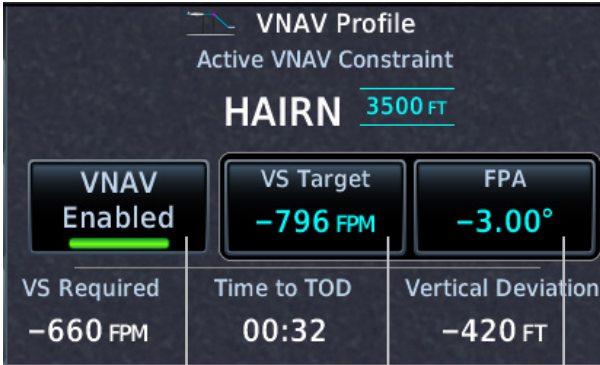 VNAV Profile
Active VNAV Constraint
HAIRN 3500 FT
VNAV Enabled
VS Target
−796 FPM
FPA
−3.00°
VS Required
−660 FPM
Time to TOD
00:32
Vertical Deviation
−420 FT